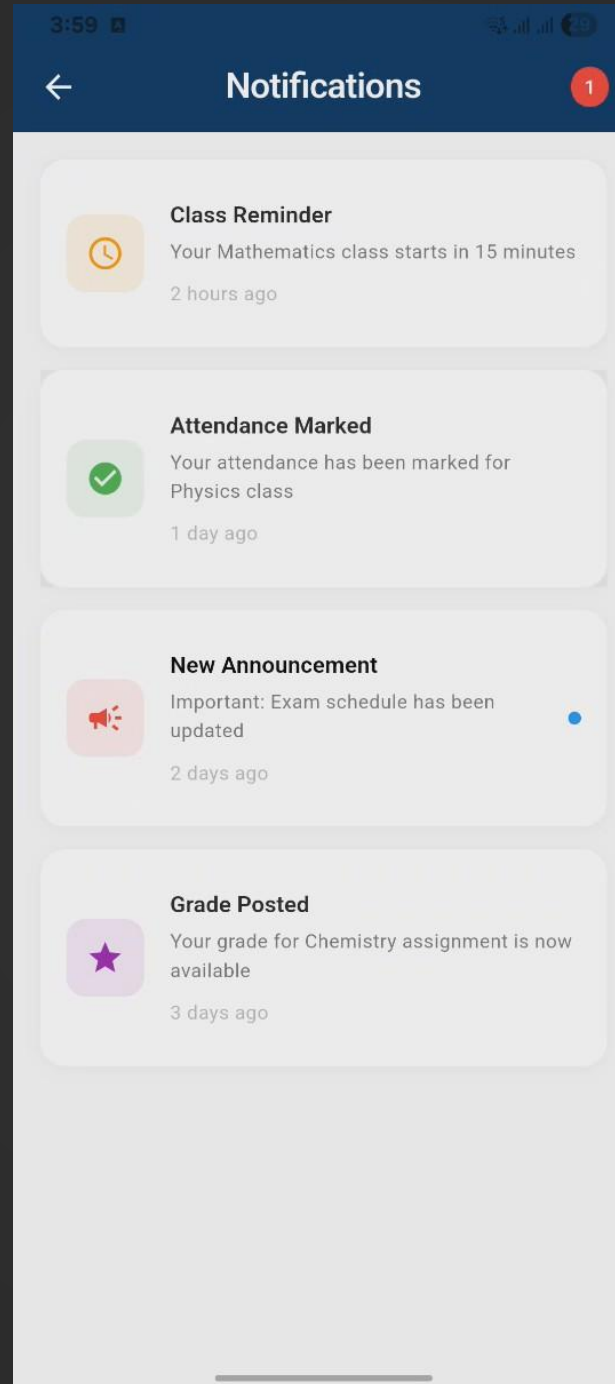 3:59
Notifications
1
Class Reminder
Your Mathematics class starts in 15 minutes
2 hours ago
Attendance Marked
Your attendance has been marked for
Physics class
1 day ago
New Announcement
Important: Exam schedule has been
updated
2 days ago
Grade Posted
Your grade for Chemistry assignment is now
available
3 days ago